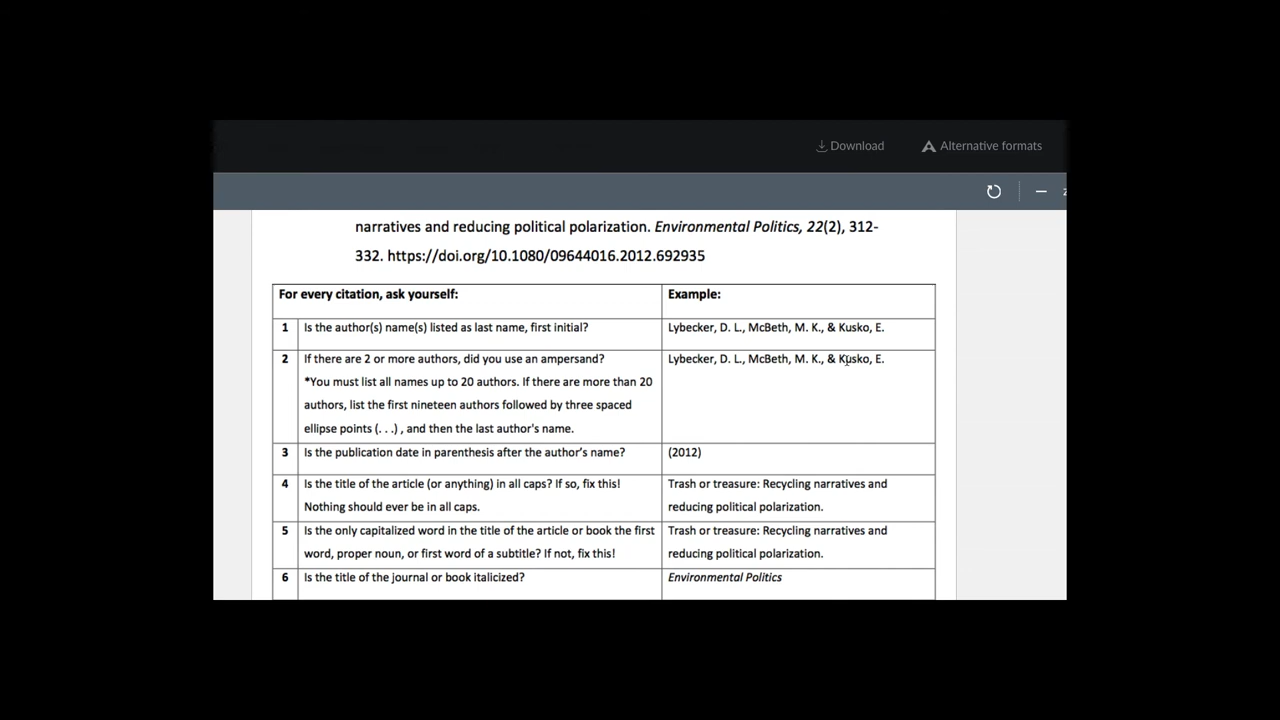 Download Alternative formats
narratives and reducing political polarization. Environmental Politics, 22(2), 312-
332. https://doi.org/10.1080/09644016.2012.692935
For every citation, ask yourself: Example:
1 Is the author(s) name(s) listed as last name, first initial? Lybecker, D. L., McBeth, M. K., & Kusko, E.
2 If there are 2 or more authors, did you use an ampersand? Lybecker, D. L., McBeth, M. K., & Kusko, E.
*You must list all names up to 20 authors. If there are more than 20
authors, list the first nineteen authors followed by three spaced
ellipse points (. . .) , and then the last author's name.
3 Is the publication date in parenthesis after the author's name? (2012)
4 Is the title of the article (or anything) in all caps? If so, fix this! Trash or treasure: Recycling narratives and
Nothing should ever be in all caps. reducing political polarization.
5 Is the only capitalized word in the title of the article or book the first Trash or treasure: Recycling narratives and
word, proper noun, or first word of a subtitle? If not, fix this! reducing political polarization.
6 Is the title of the journal or book italicized? Environmental Politics